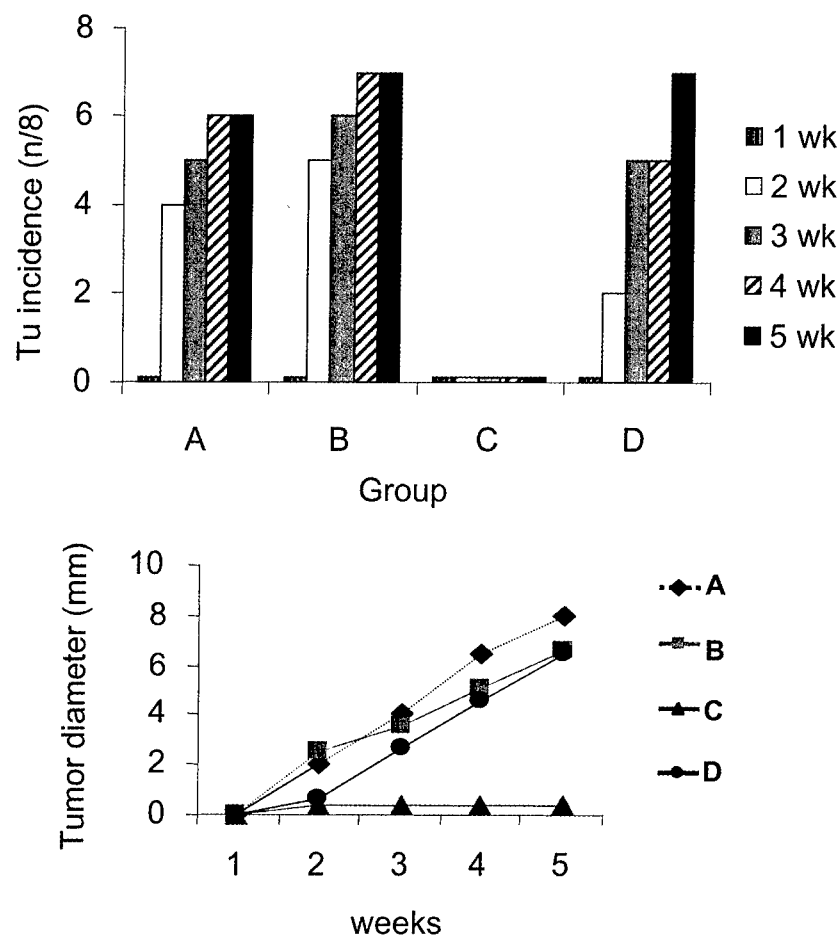 Tu incidence (n/8)
8
6
4
2
0
A
B
C
D
Group
1 wk
2 wk
3 wk
4 wk
5 wk
Tumor diameter (mm)
10
8
6
4
2
0
1
2
3
4
5
weeks
A
B
C
D